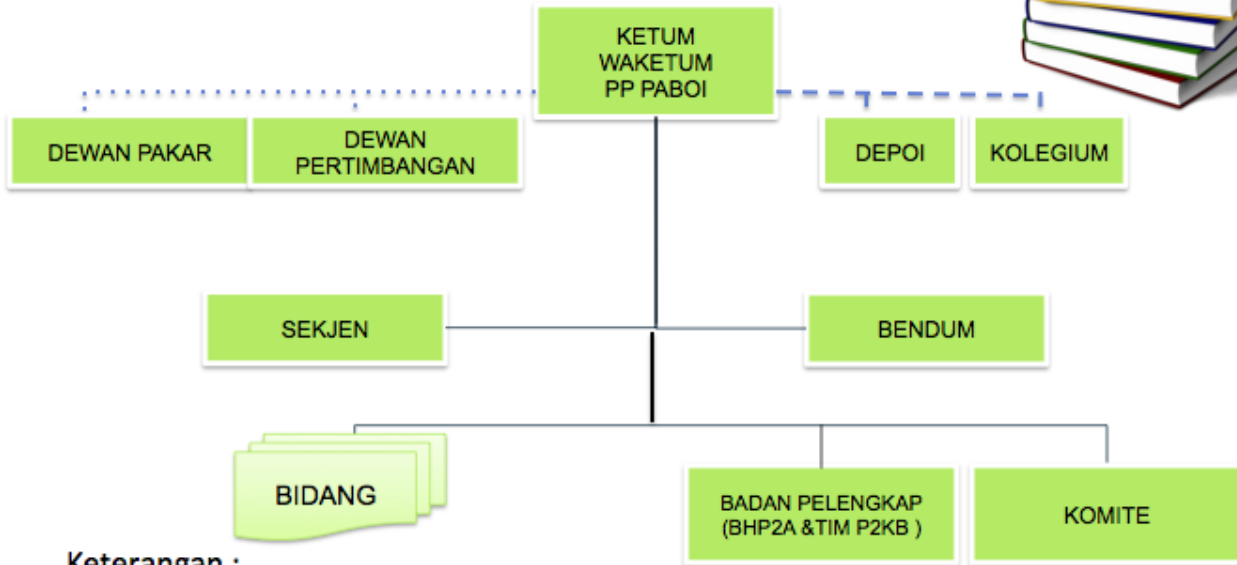 KETUM
WAKETUM
PP PABOI
DEWAN PAKAR
DEWAN
PERTIMBANGAN
DEPOI
KOLEGIUM
SEKJEN
BENDUM
BIDANG
BADAN PELENGKAP
(BHP2A &TIM P2KB )
KOMITE
Keterangan :